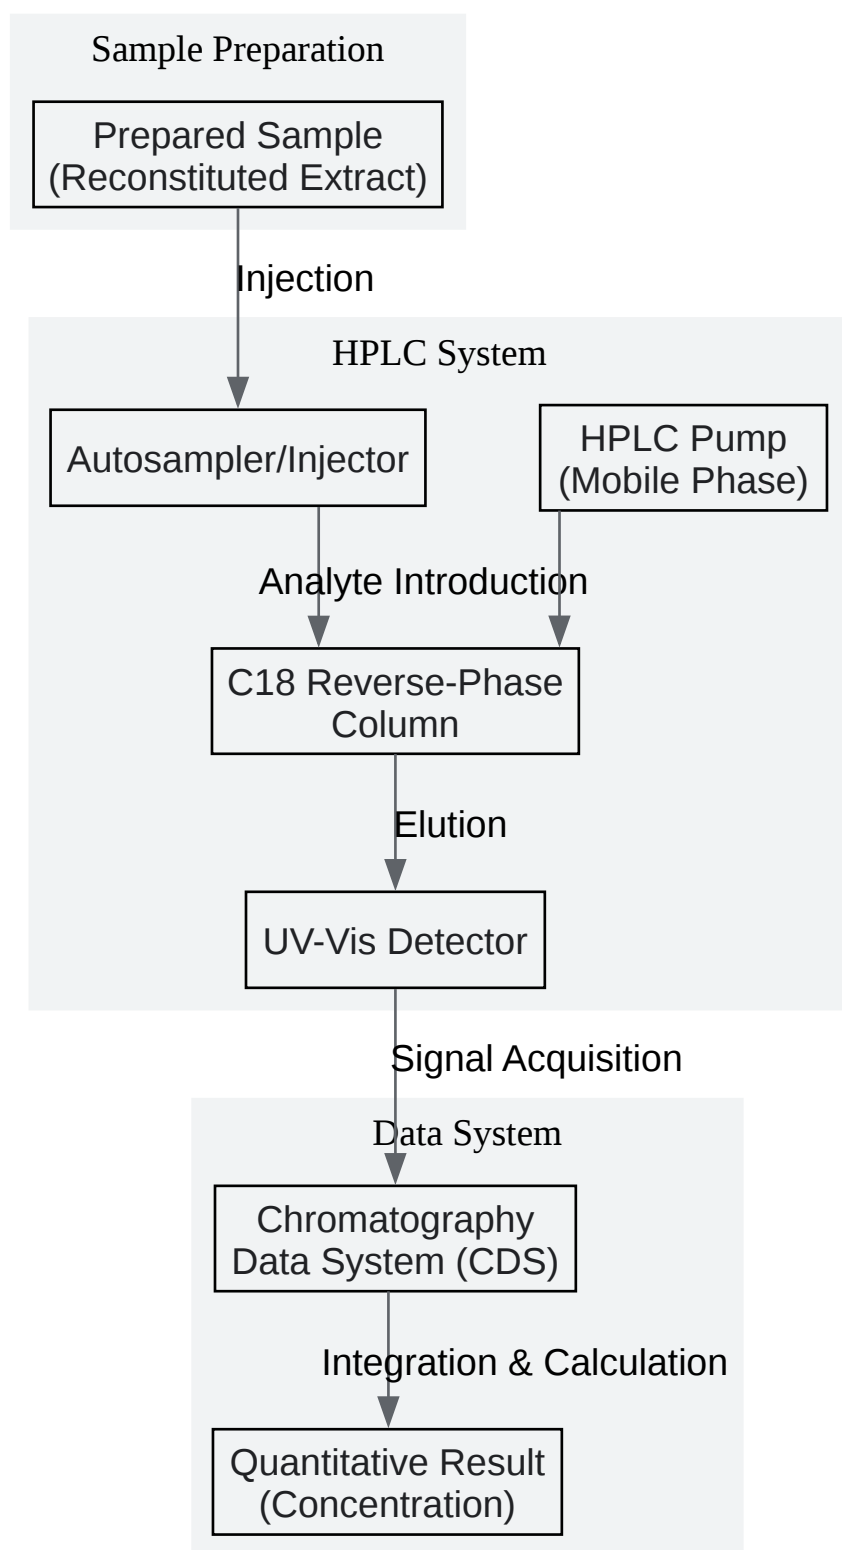 Sample Preparation
Prepared Sample
(Reconstituted Extract)
Injection
HPLC System
Autosampler/Injector
HPLC Pump
(Mobile Phase)
Analyte Introduction
C18 Reverse-Phase
Column
Elution
UV-Vis Detector
Signal Acquisition
Data System
Chromatography
Data System (CDS)
Integration & Calculation
Quantitative Result
(Concentration)